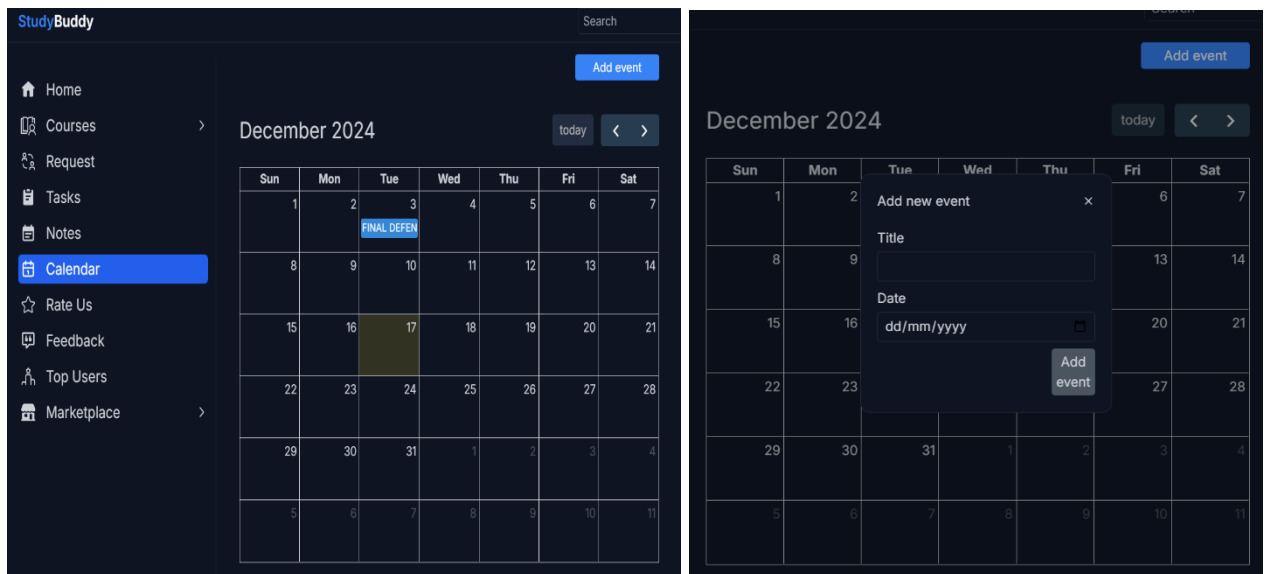 StudyBuddy
Search
Add event
Home
Courses
Request
Tasks
Notes
Calendar
Rate Us
Feedback
Top Users
Marketplace
December 2024
today
Sun Mon Tue Wed Thu Fri Sat
1 2 3 4 5 6 7
FINAL DEFEN
8 9 10 11 12 13 14
15 16 17 18 19 20 21
22 23 24 25 26 27 28
29 30 31 1 2 3 4
5 6 7 8 9 10 11
Search
Add event
December 2024
today
Sun Mon Tue Wed Thu Fri Sat
1 2 6 7
Add new event ×
Title
8 9 13 14
Date
15 16 20 21
dd/mm/yyyy
Add
event
22 23 27 28
29 30 31 1 2 3 4
5 6 7 8 9 10 11